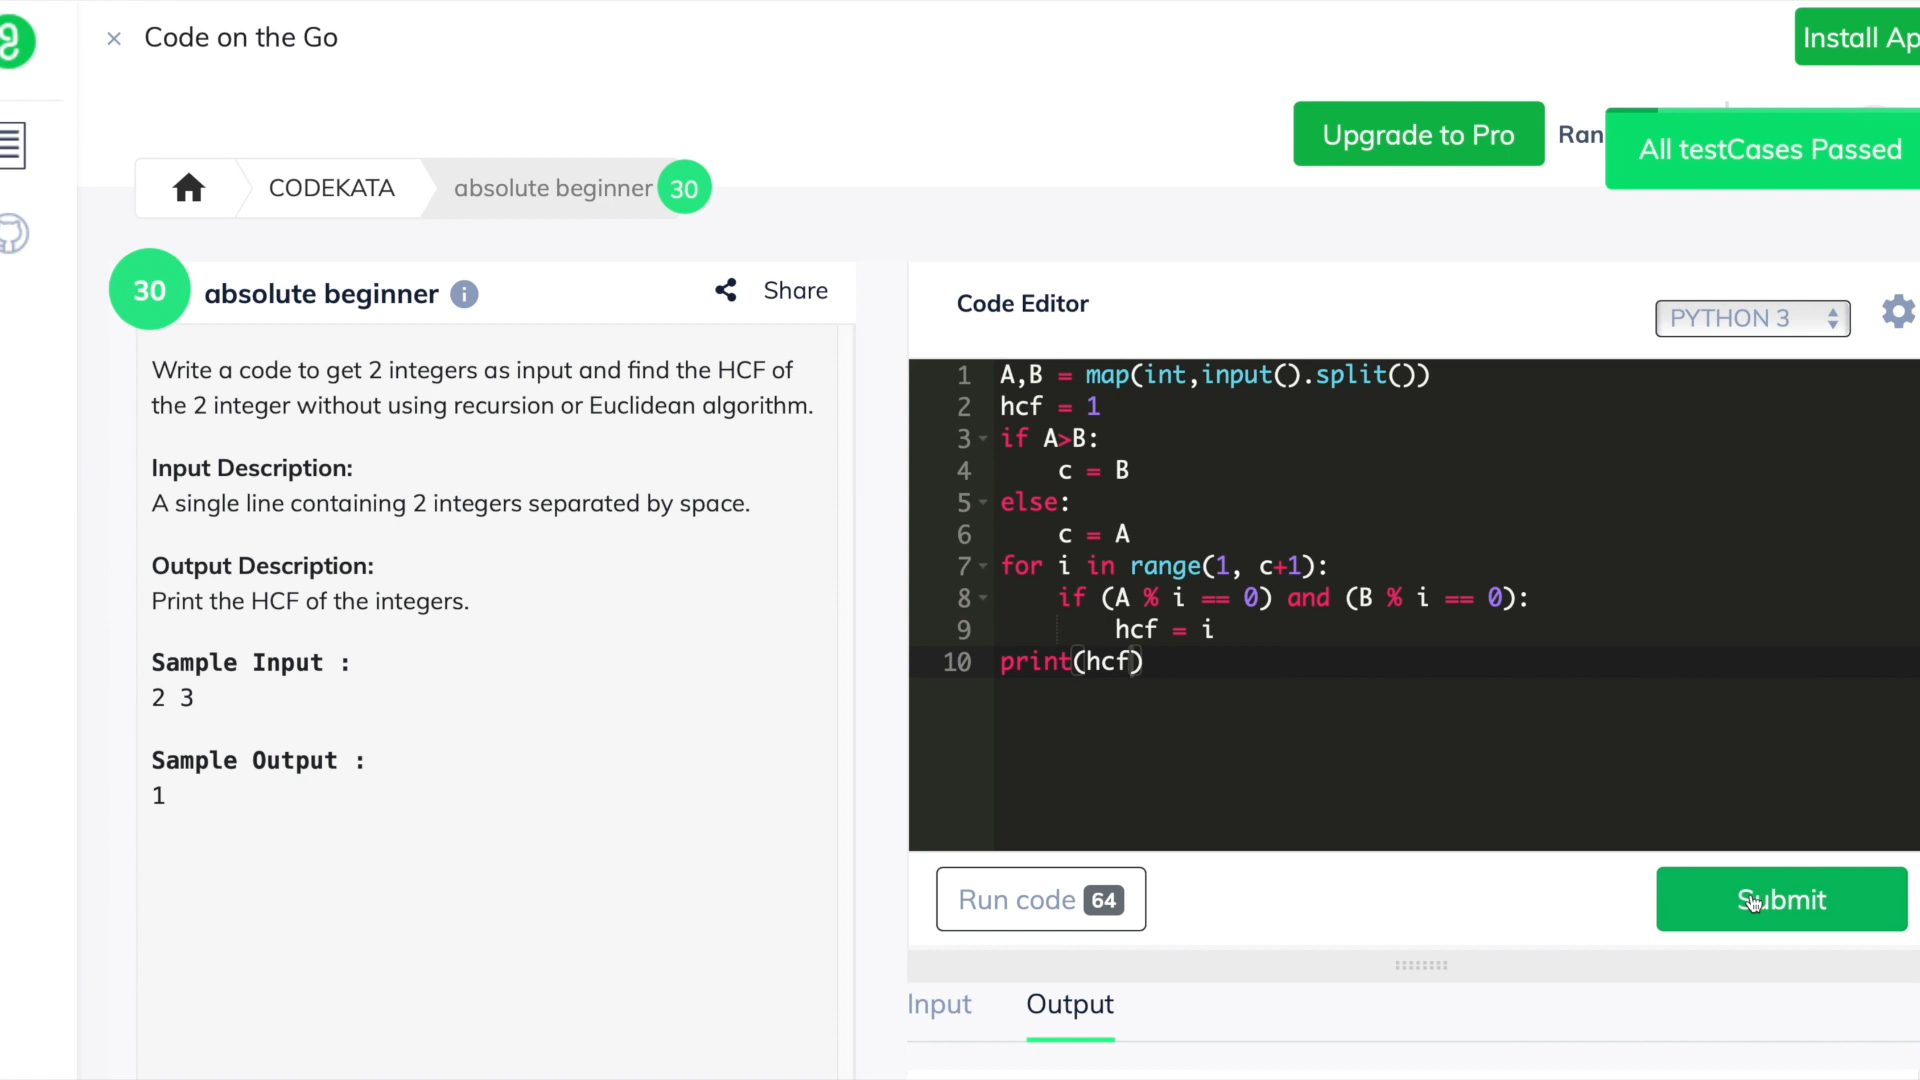 × Code on the Go
Install Ap
Upgrade to Pro
Ran
All testCases Passed
CODEKATA
absolute beginner 30
30 absolute beginner
Share
Write a code to get 2 integers as input and find the HCF of
the 2 integer without using recursion or Euclidean algorithm.
Input Description:
A single line containing 2 integers separated by space.
Output Description:
Print the HCF of the integers.
Sample Input :
2 3
Sample Output :
1
Code Editor
PYTHON 3
1 A,B = map(int,input().split())
2 hcf = 1
3 if A>B:
4     c = B
5 else:
6     c = A
7 for i in range(1, c+1):
8     if (A % i == 0) and (B % i == 0):
9         hcf = i
10 print(hcf)
Run code 64
Submit
Input Output